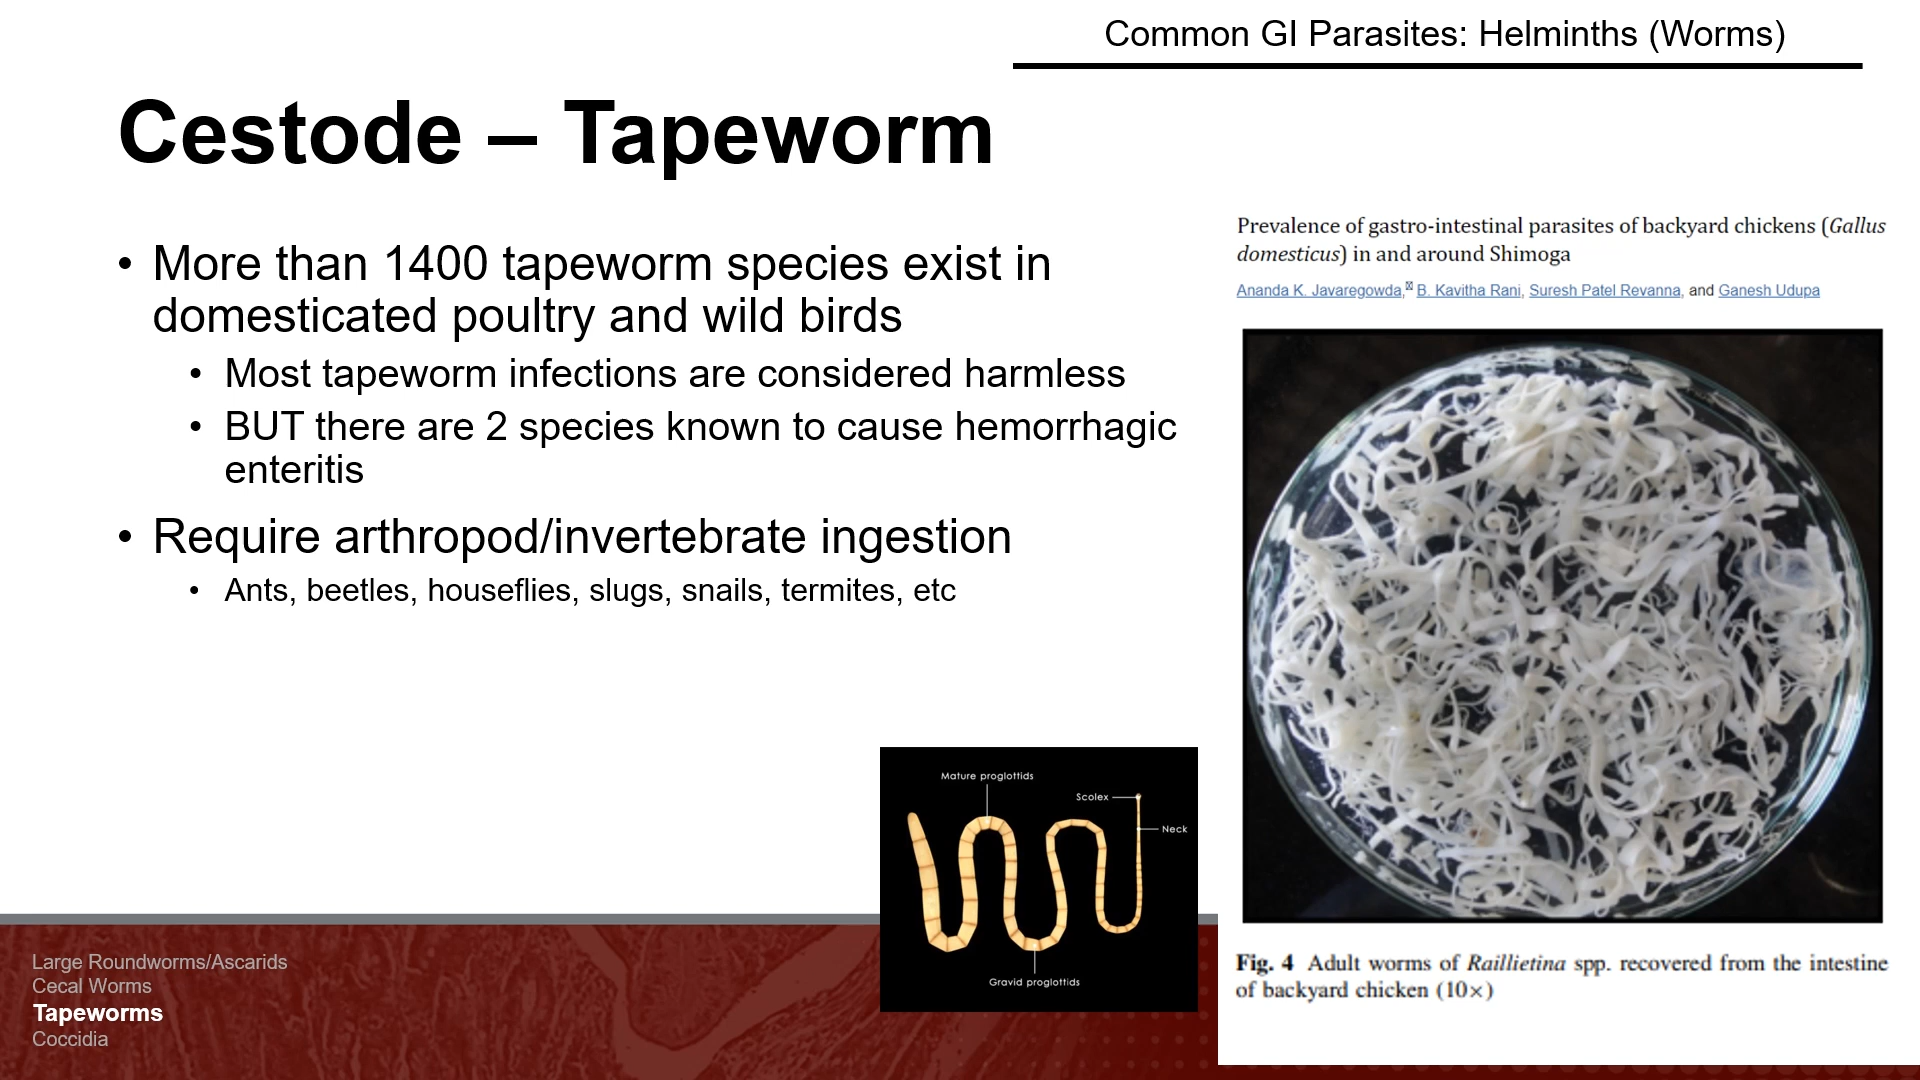 Common GI Parasites: Helminths (Worms)
Cestode – Tapeworm
• More than 1400 tapeworm species exist in
domesticated poultry and wild birds
• Most tapeworm infections are considered harmless
• BUT there are 2 species known to cause hemorrhagic
enteritis
• Require arthropod/invertebrate ingestion
• Ants, beetles, houseflies, slugs, snails, termites, etc
Prevalence of gastro-intestinal parasites of backyard chickens (Gallus
domesticus) in and around Shimoga
Ananda K. Javaregowda, B. Kavitha Rani, Suresh Patel Revanna, and Ganesh Udupa
Mature proglottids
Scolex
Neck
Gravid proglottids
Fig. 4 Adult worms of Raillietina spp. recovered from the intestine
of backyard chicken (10×)
Large Roundworms/Ascarids
Cecal Worms
Tapeworms
Coccidia